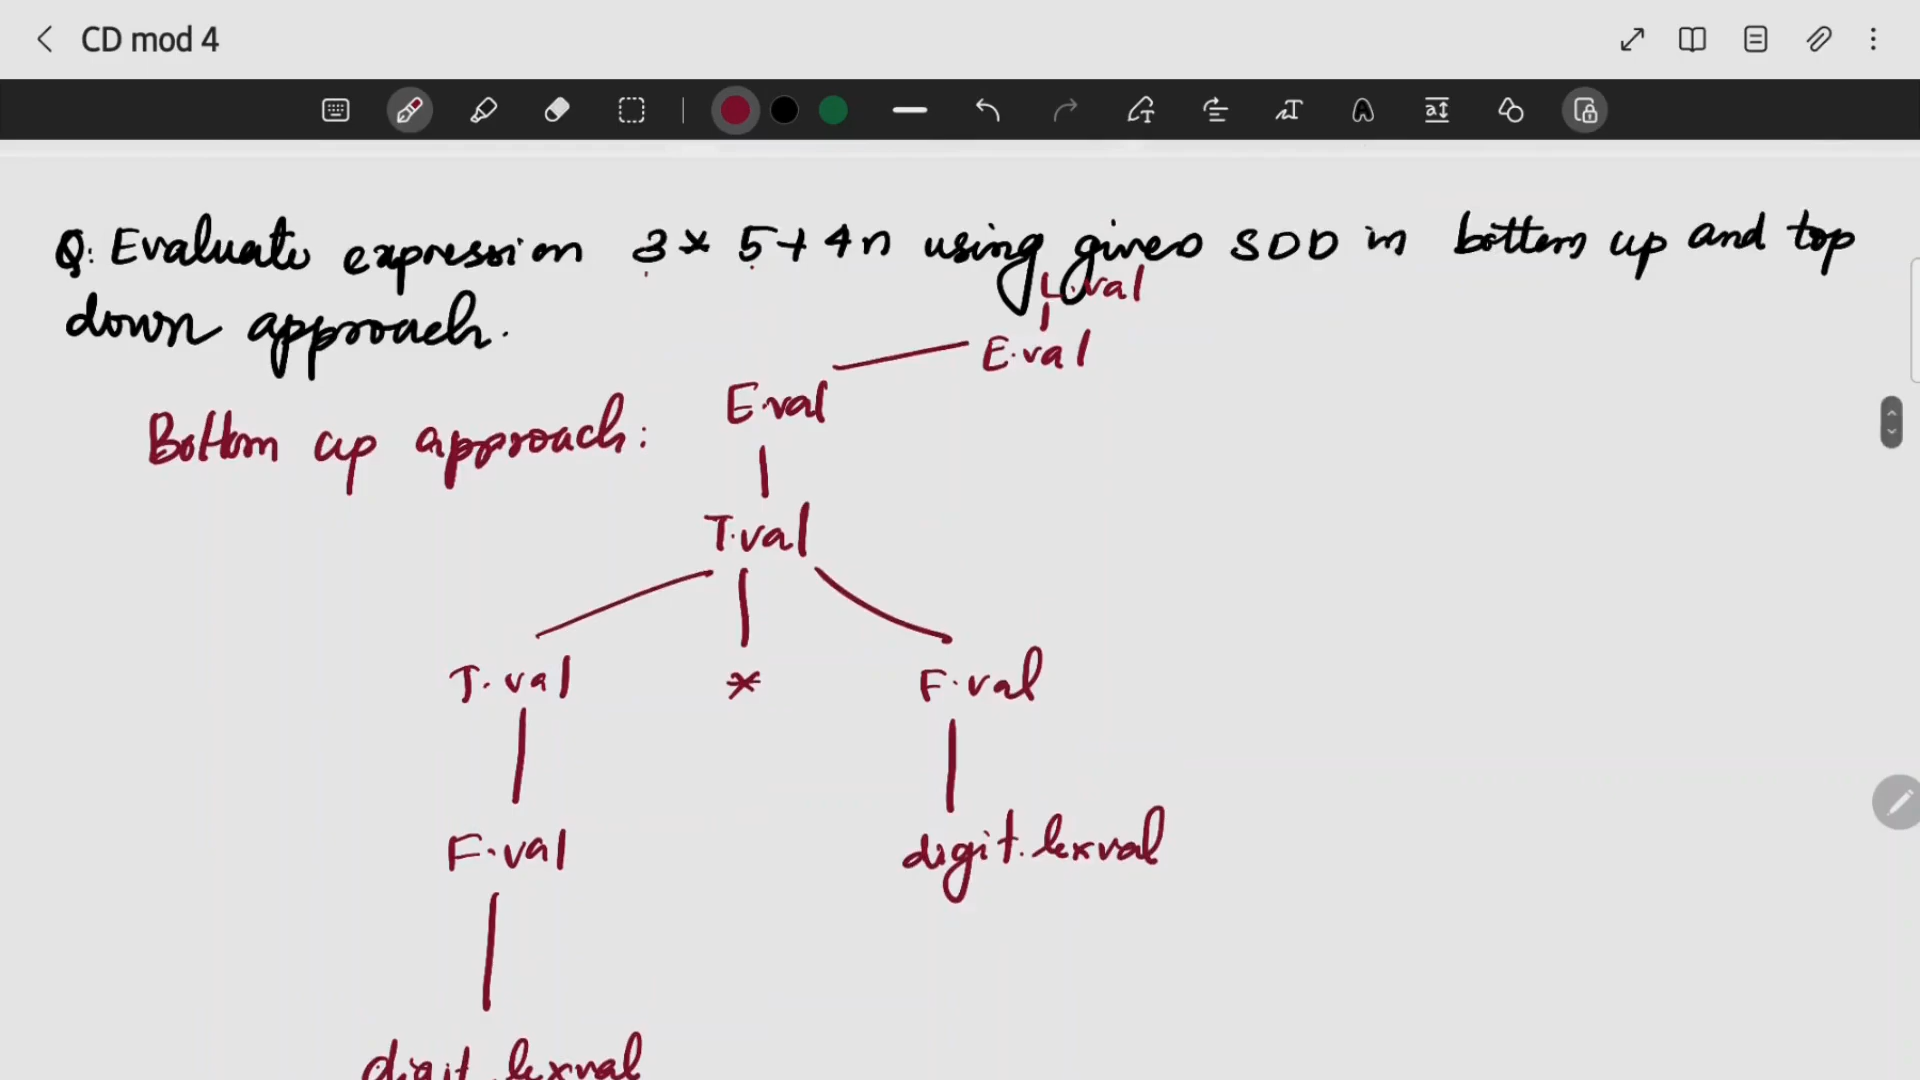 CD mod 4
Q: Evaluate expression 3 * 5 + 4n using given SDD in bottom up and top
down approach.
L.val
E.val
E.val
Bottom up approach:
T.val
T.val * F.val
F.val digit.lexval
digit.lexval